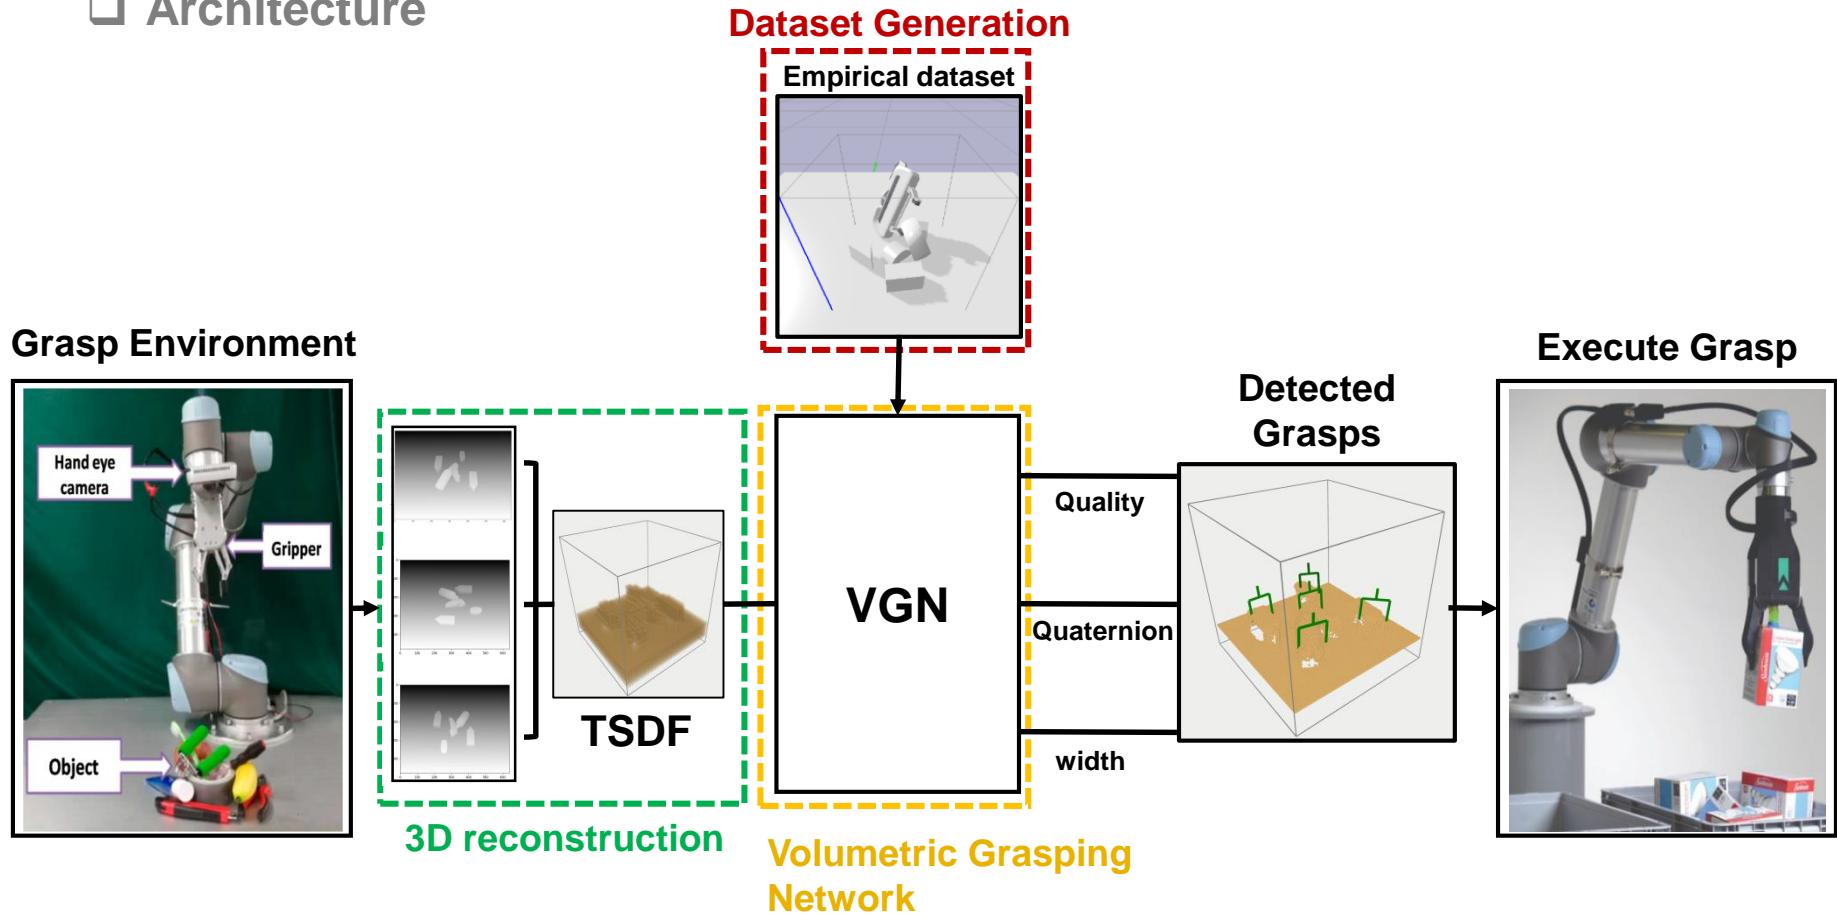 Architecture
Dataset Generation
Empirical dataset
Grasp Environment
Hand eye
camera
Gripper
Object
3D reconstruction
TSDF
VGN
Volumetric Grasping
Network
Quality
Quaternion
width
Detected
Grasps
Execute Grasp